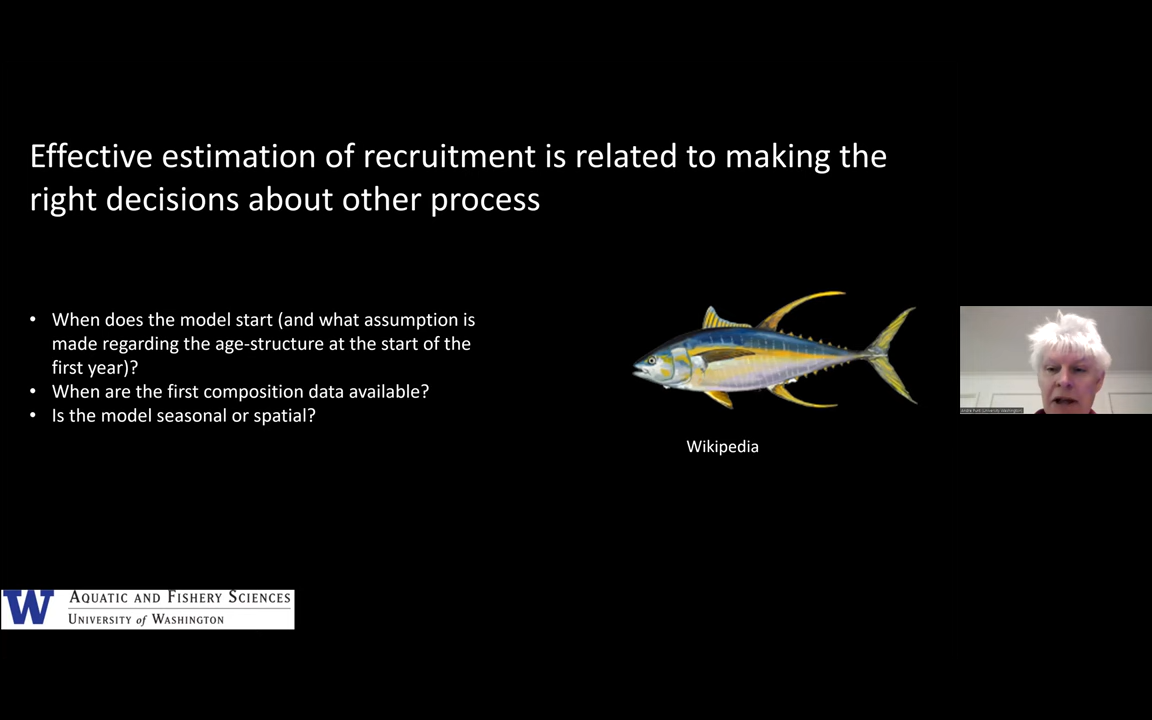 Effective estimation of recruitment is related to making the
right decisions about other process
• When does the model start (and what assumption is
made regarding the age-structure at the start of the
first year)?
• When are the first composition data available?
• Is the model seasonal or spatial?
Wikipedia
W
AQUATIC AND FISHERY SCIENCES
UNIVERSITY of WASHINGTON